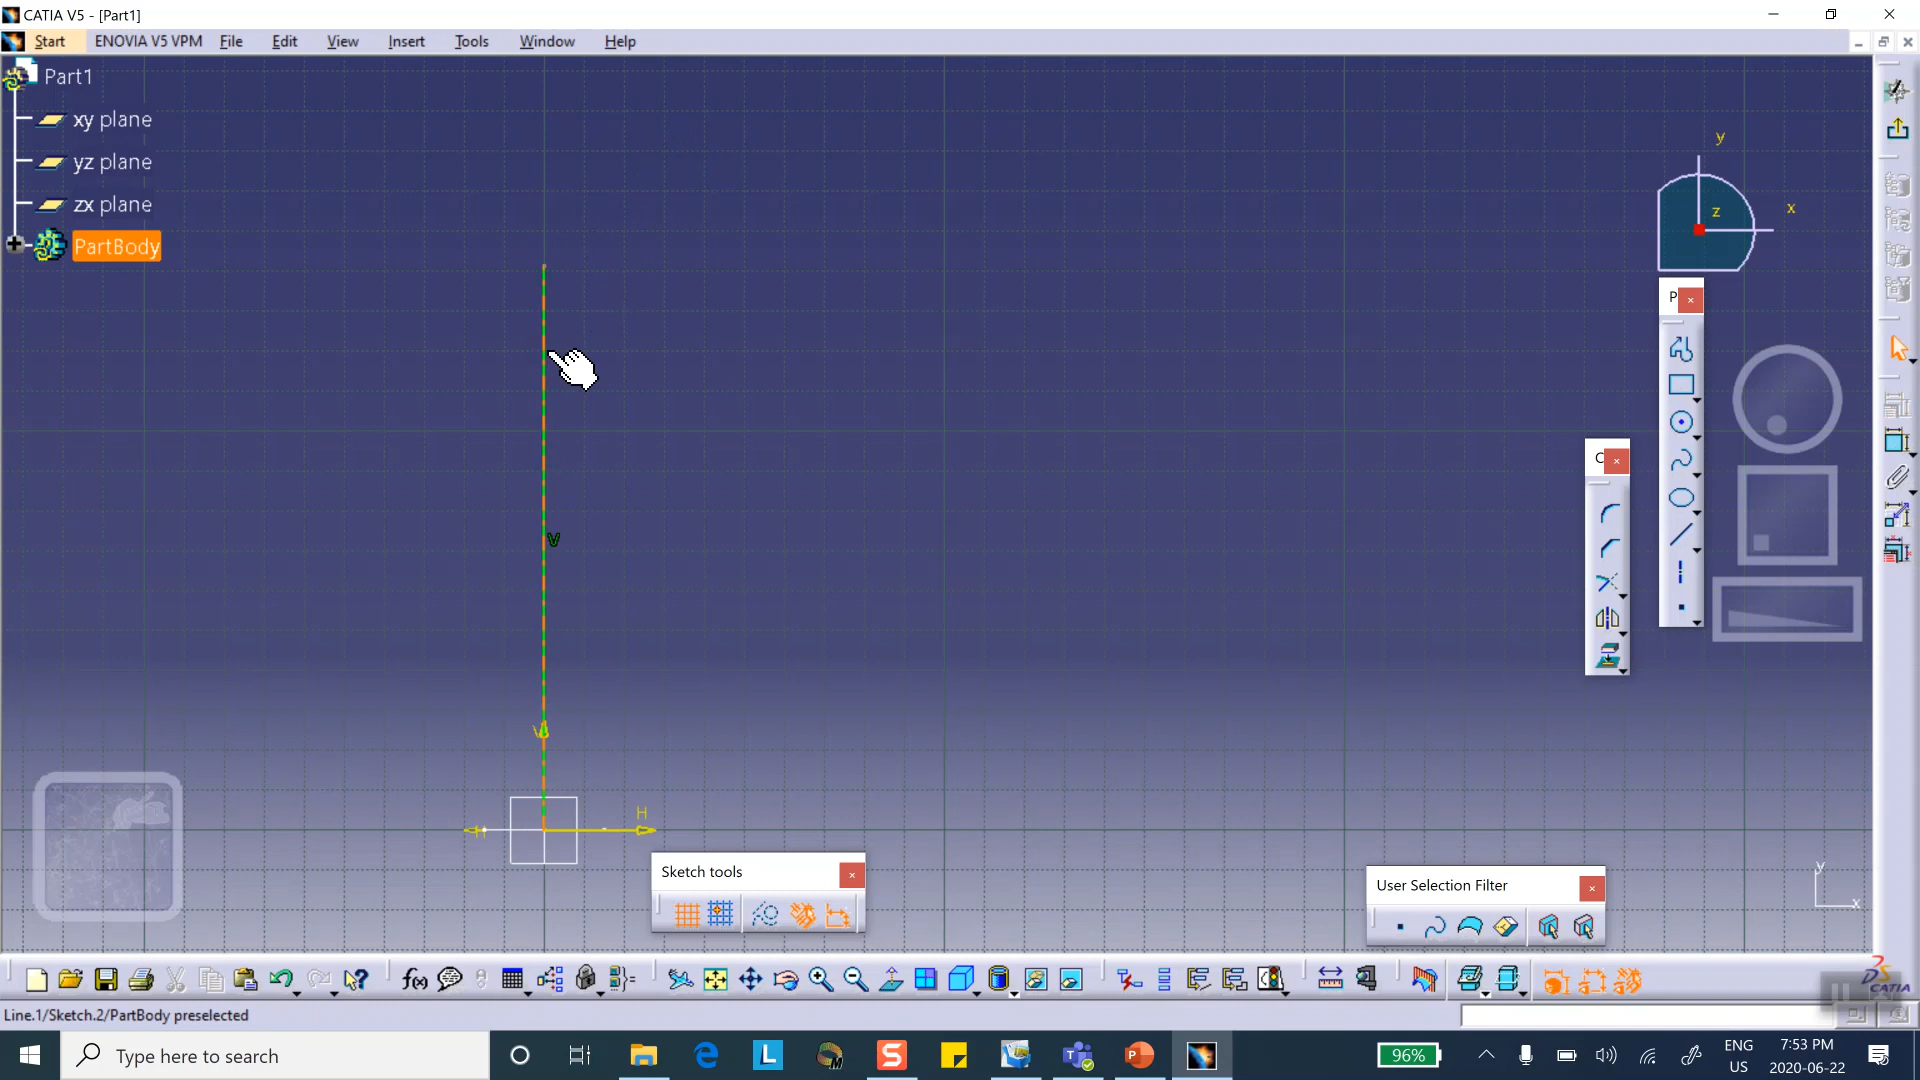 CATIA V5 - [Part1]
Start ENOVIA V5 VPM File Edit View Insert Tools Window Help
Part1
xy plane
yz plane
zx plane
PartBody
y
x
z
P
C
V
V
H
H
Sketch tools
User Selection Filter
y
x
f(x)
CATIA
Line.1/Sketch.2/PartBody preselected
Type here to search
L
S
T
P
96%
ENG
US
7:53 PM
2020-06-22